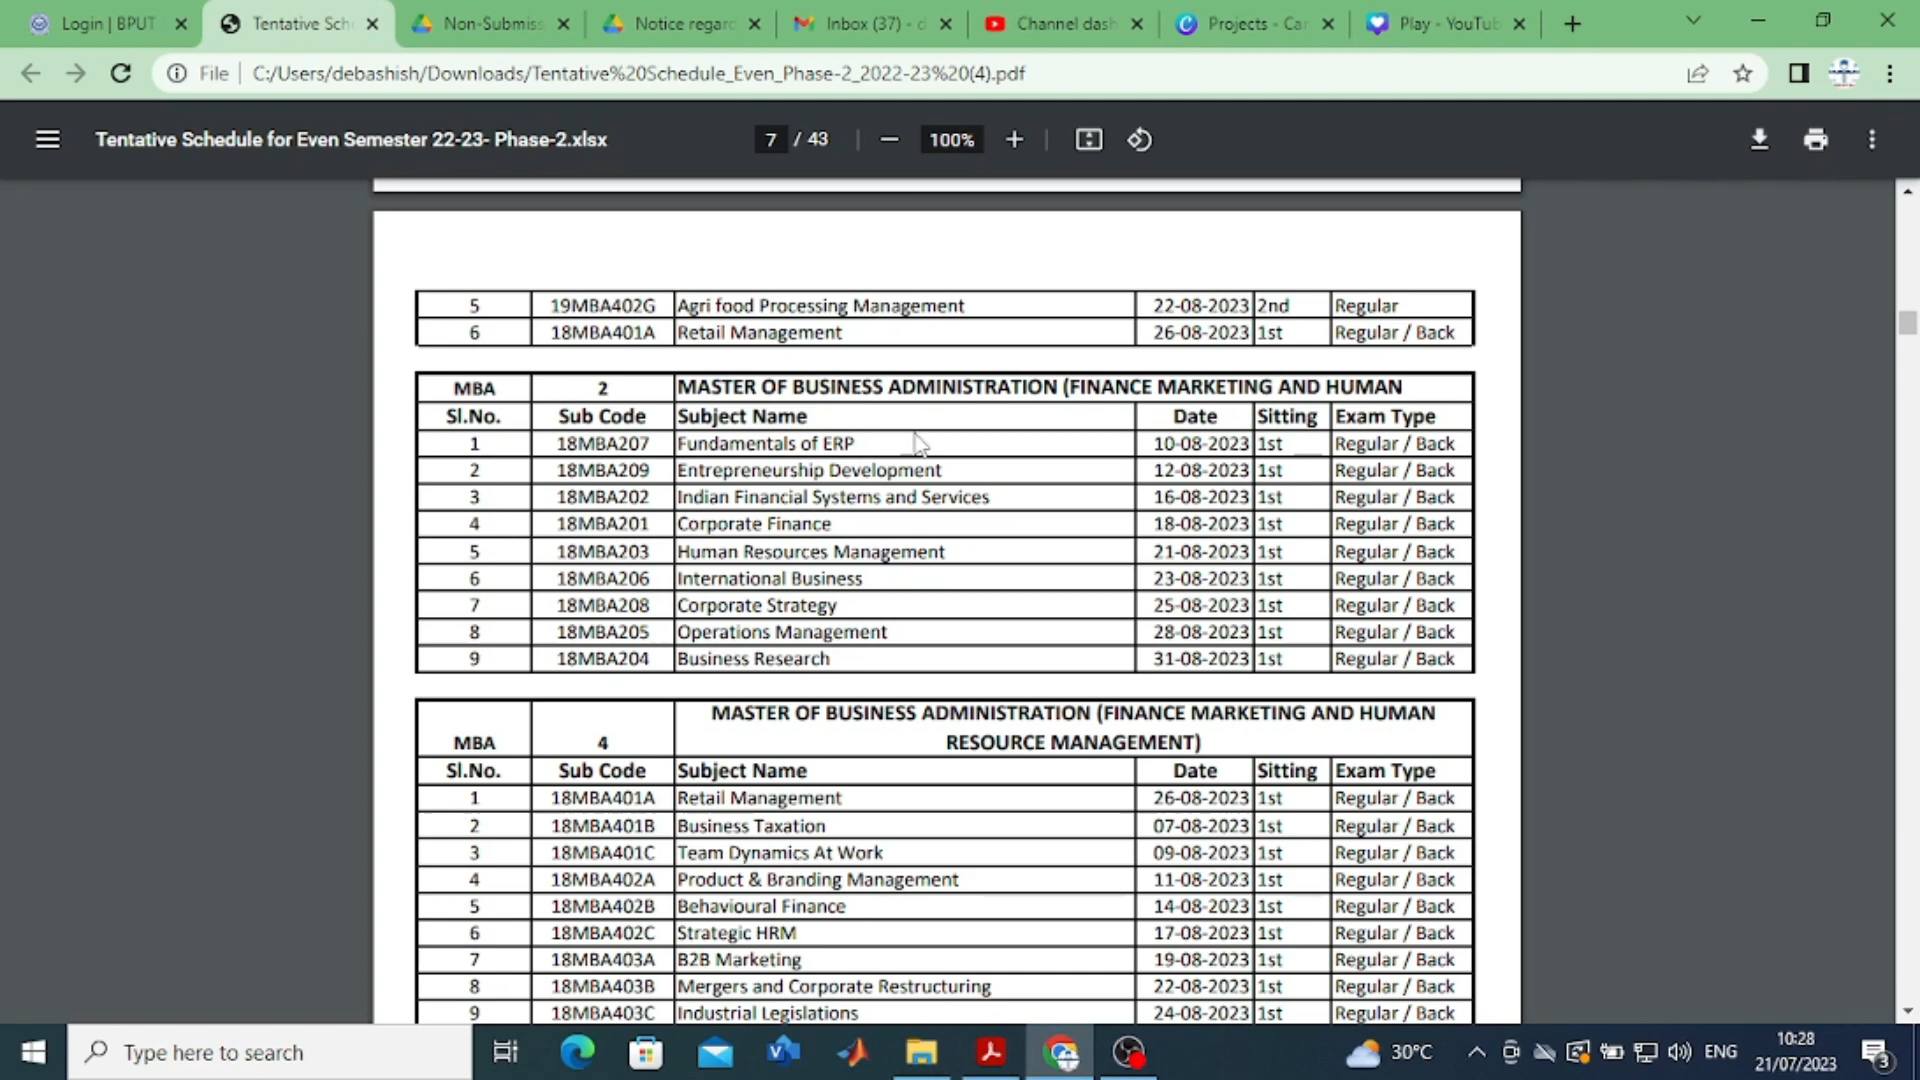 Login | BPUT
Tentative Sch
Non-Submiss
Notice regard
Inbox (37) - d
Channel dash
Projects - Can
Play - YouTub
File
C:/Users/debashish/Downloads/Tentative%20Schedule_Even_Phase-2_2022-23%20(4).pdf
Tentative Schedule for Even Semester 22-23- Phase-2.xlsx
7 / 43
100%
5 19MBA402G Agri food Processing Management 22-08-2023 2nd Regular
6 18MBA401A Retail Management 26-08-2023 1st Regular / Back
MBA 2 MASTER OF BUSINESS ADMINISTRATION (FINANCE MARKETING AND HUMAN
Sl.No. Sub Code Subject Name Date Sitting Exam Type
1 18MBA207 Fundamentals of ERP 10-08-2023 1st Regular / Back
2 18MBA209 Entrepreneurship Development 12-08-2023 1st Regular / Back
3 18MBA202 Indian Financial Systems and Services 16-08-2023 1st Regular / Back
4 18MBA201 Corporate Finance 18-08-2023 1st Regular / Back
5 18MBA203 Human Resources Management 21-08-2023 1st Regular / Back
6 18MBA206 International Business 23-08-2023 1st Regular / Back
7 18MBA208 Corporate Strategy 25-08-2023 1st Regular / Back
8 18MBA205 Operations Management 28-08-2023 1st Regular / Back
9 18MBA204 Business Research 31-08-2023 1st Regular / Back
MASTER OF BUSINESS ADMINISTRATION (FINANCE MARKETING AND HUMAN
MBA 4 RESOURCE MANAGEMENT)
Sl.No. Sub Code Subject Name Date Sitting Exam Type
1 18MBA401A Retail Management 26-08-2023 1st Regular / Back
2 18MBA401B Business Taxation 07-08-2023 1st Regular / Back
3 18MBA401C Team Dynamics At Work 09-08-2023 1st Regular / Back
4 18MBA402A Product & Branding Management 11-08-2023 1st Regular / Back
5 18MBA402B Behavioural Finance 14-08-2023 1st Regular / Back
6 18MBA402C Strategic HRM 17-08-2023 1st Regular / Back
7 18MBA403A B2B Marketing 19-08-2023 1st Regular / Back
8 18MBA403B Mergers and Corporate Restructuring 22-08-2023 1st Regular / Back
9 18MBA403C Industrial Legislations 24-08-2023 1st Regular / Back
Type here to search
30°C
ENG
10:28
21/07/2023
3